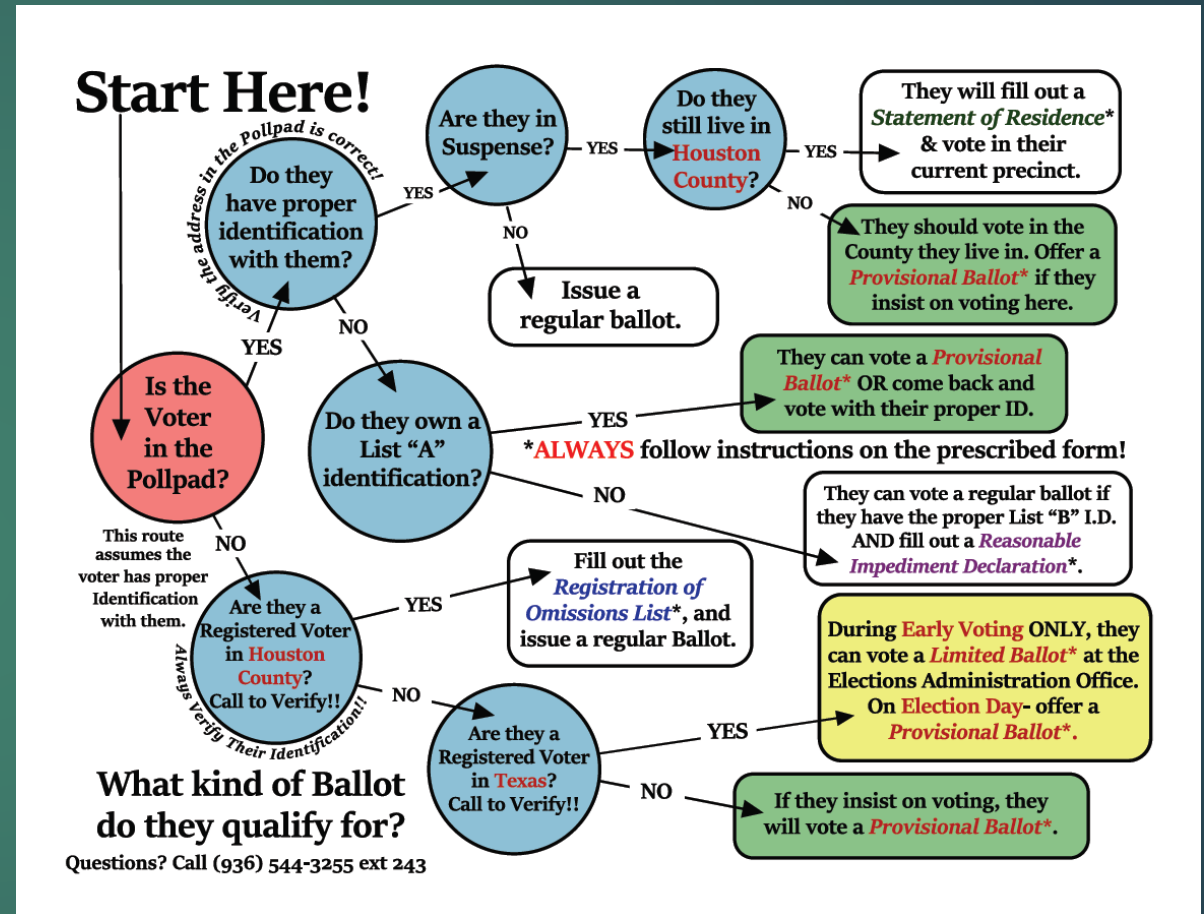 Start Here!
Verify the address in the Pollpad is correct!
Is the
Voter
in the
Pollpad?
YES
Do they
have proper
identification
with them?
YES
Are they in
Suspense?
YES
Do they
still live in
Houston
County?
YES
They will fill out a
Statement of Residence*
& vote in their
current precinct.
NO
They should vote in the
County they live in. Offer a
Provisional Ballot* if they
insist on voting here.
NO
Issue a
regular ballot.
NO
Do they own a
List “A”
identification?
YES
They can vote a Provisional
Ballot* OR come back and
vote with their proper ID.
*ALWAYS follow instructions on the prescribed form!
NO
They can vote a regular ballot if
they have the proper List “B” I.D.
AND fill out a Reasonable
Impediment Declaration*.
NO
This route
assumes the
voter has proper
Identification
with them.
Are they a
Registered Voter
in Houston
County?
Call to Verify!!
Always Verify Their Identification!!
YES
Fill out the
Registration of
Omissions List*, and
issue a regular Ballot.
NO
Are they a
Registered Voter
in Texas?
Call to Verify!!
YES
During Early Voting ONLY, they
can vote a Limited Ballot* at the
Elections Administration Office.
On Election Day- offer a
Provisional Ballot*.
NO
If they insist on voting, they
will vote a Provisional Ballot*.
What kind of Ballot
do they qualify for?
Questions? Call (936) 544-3255 ext 243